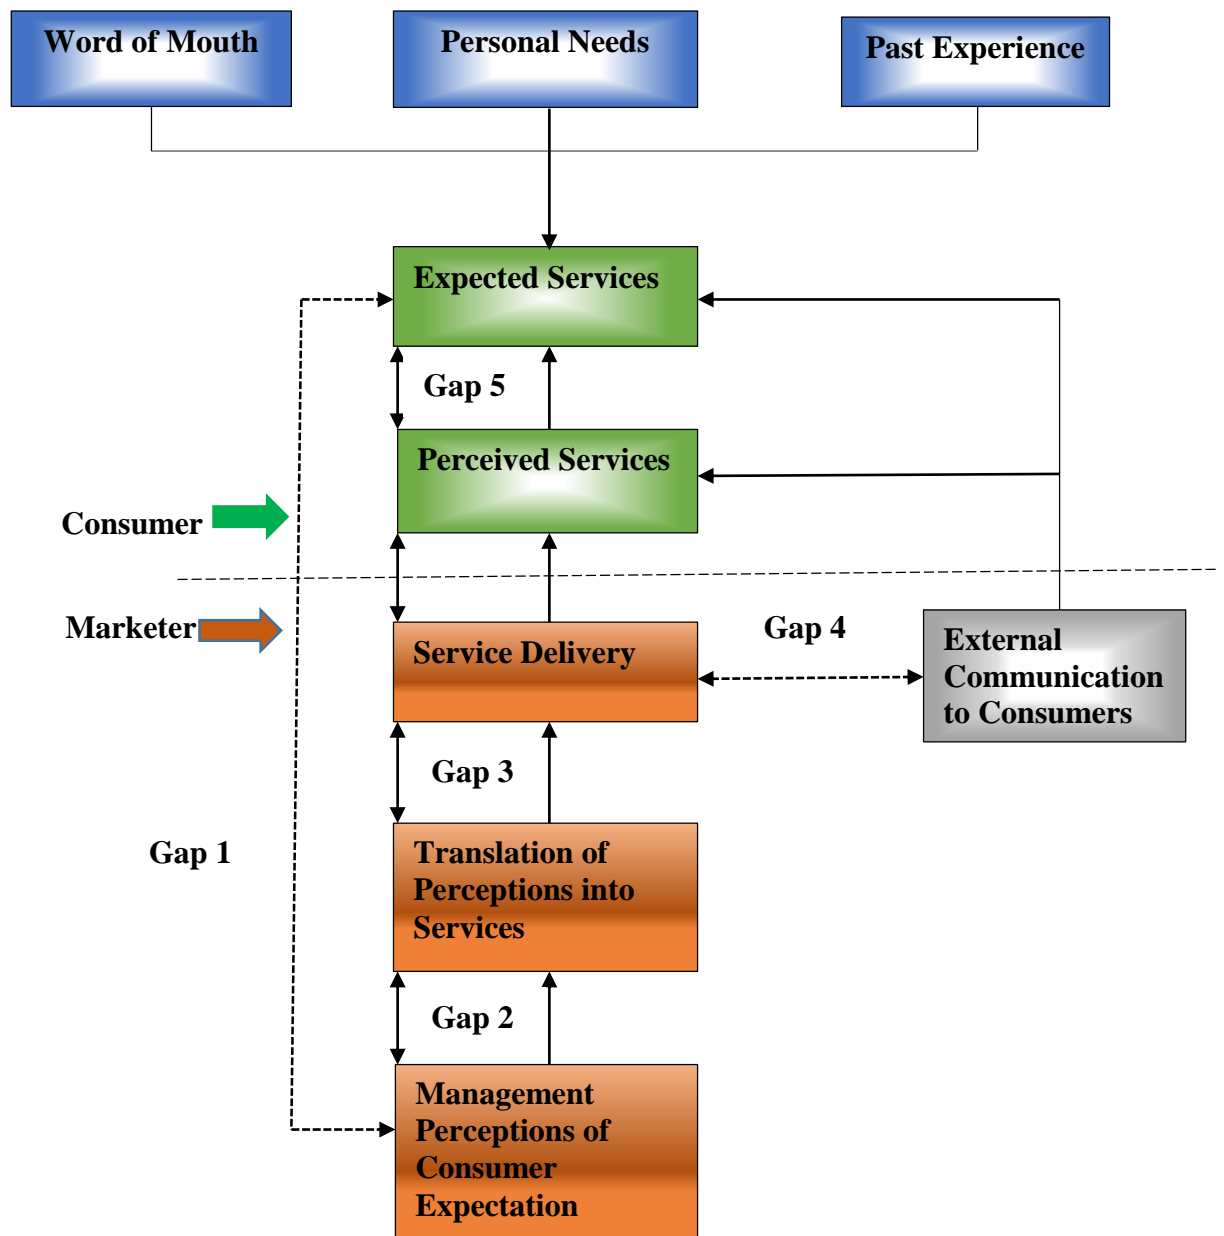 Word of Mouth
Personal Needs
Past Experience
Expected Services
Gap 5
Perceived Services
Consumer
Marketer
Service Delivery
Gap 4
External
Communication
to Consumers
Gap 3
Gap 1
Translation of
Perceptions into
Services
Gap 2
Management
Perceptions of
Consumer
Expectation